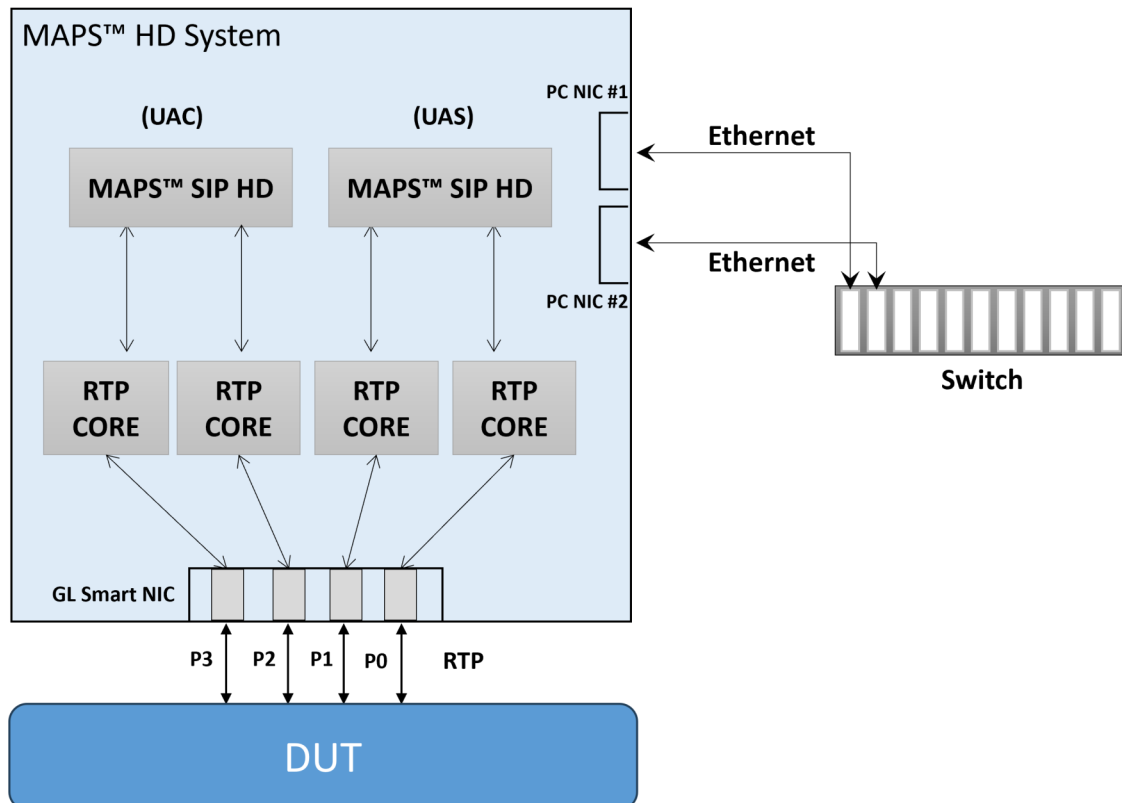 MAPS™ HD System
PC NIC #1
(UAC)
(UAS)
Ethernet
MAPS™ SIP HD
MAPS™ SIP HD
Ethernet
PC NIC #2
Switch
RTP
CORE
RTP
CORE
RTP
CORE
RTP
CORE
GL Smart NIC
P3
P2
P1
P0
RTP
DUT